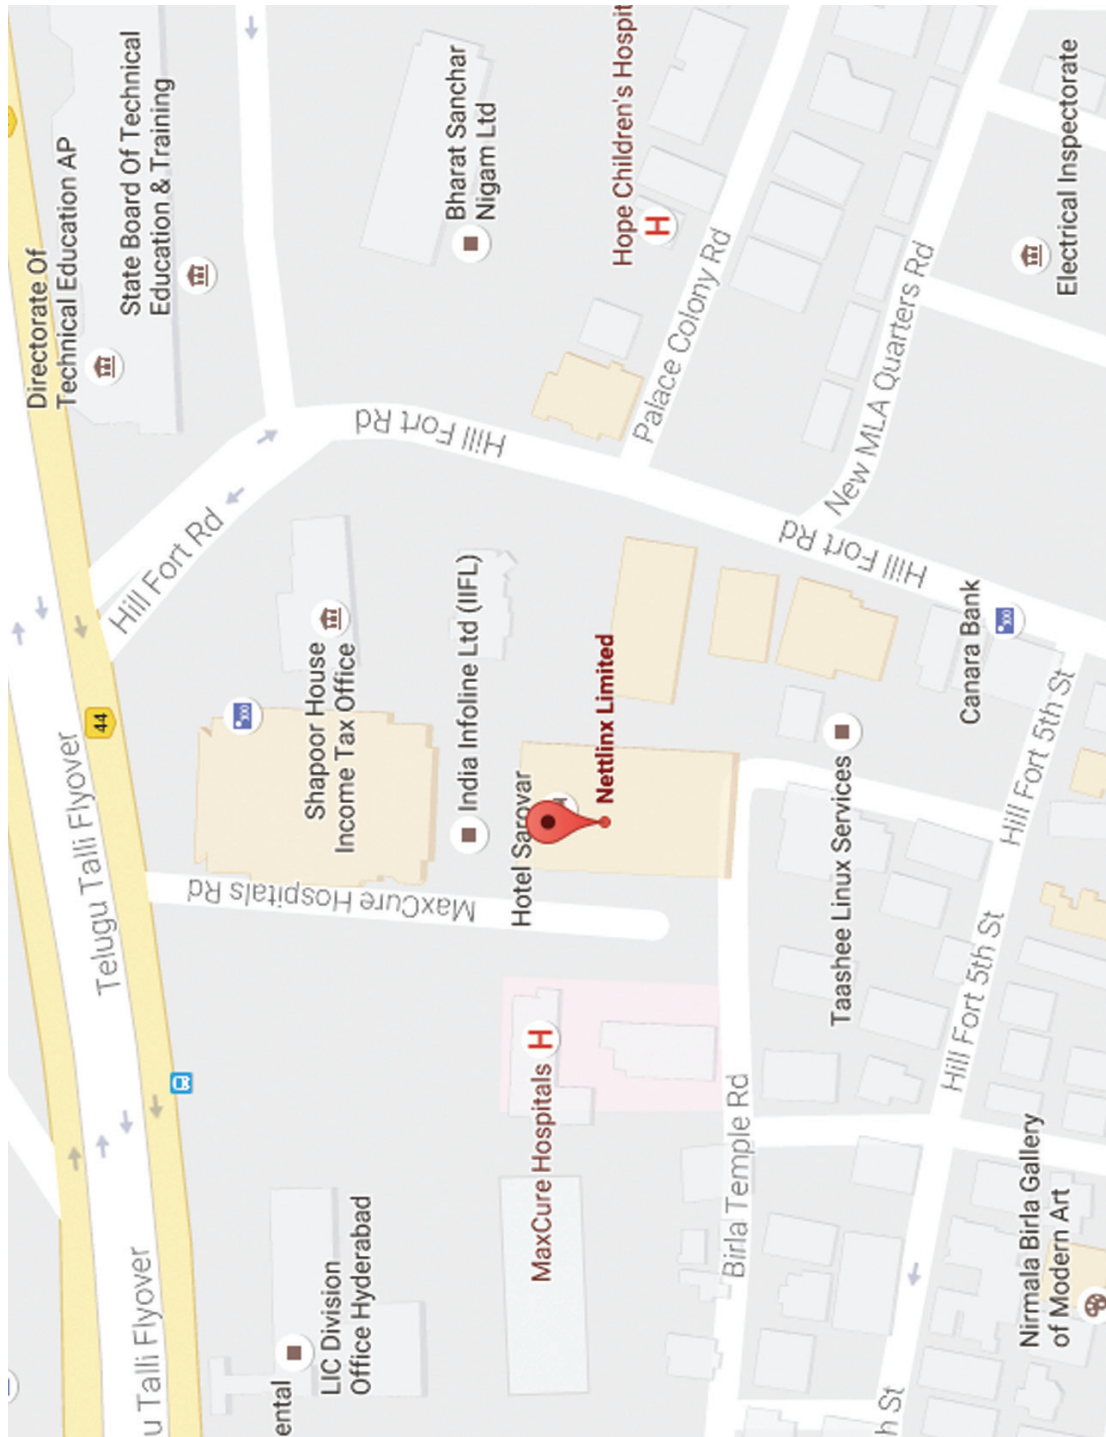 Directorate Of
Technical Education AP
Telugu Talli Flyover
44
u Talli Flyover
State Board Of Technical
Education & Training
Hill Fort Rd
MaxCure Hospitals Rd
ental
LIC Division
Office Hyderabad
Shapoor House
Income Tax Office
Hill Fort Rd
Bharat Sanchar
Nigam Ltd
India Infoline Ltd (IIFL)
Hotel Sarovar
MaxCure Hospitals
H
Nettlinx Limited
Hope Children's Hospit
H
Palace Colony Rd
Birla Temple Rd
Hill Fort Rd
New MLA Quarters Rd
Taashee Linux Services
Canara Bank
Hill Fort 5th St
Hill Fort 5th St
h St
Electrical Inspectorate
Nirmala Birla Gallery
of Modern Art